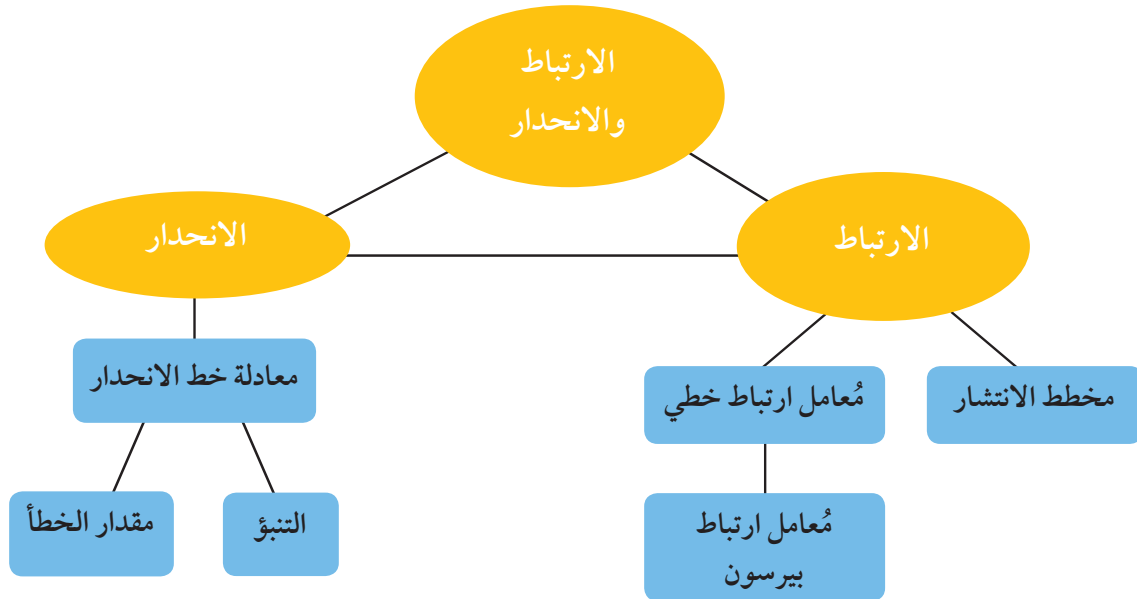 الارتباط
والانحدار
الارتباط
الانحدار
مخطط الانتشار
مُعامل ارتباط خطي
معادلة خط الانحدار
مُعامل ارتباط
بيرسون
التنبؤ
مقدار الخطأ